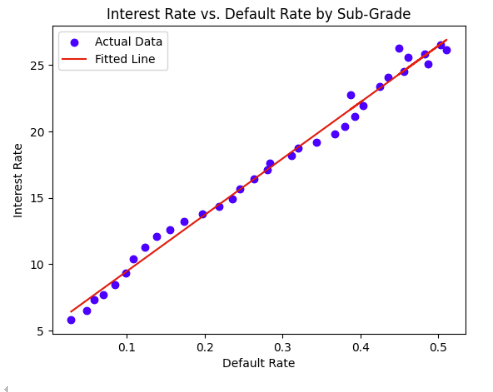 Interest Rate vs. Default Rate by Sub-Grade
Actual Data
Fitted Line
25
20
15
10
5
Interest Rate
0.1 0.2 0.3 0.4 0.5
Default Rate